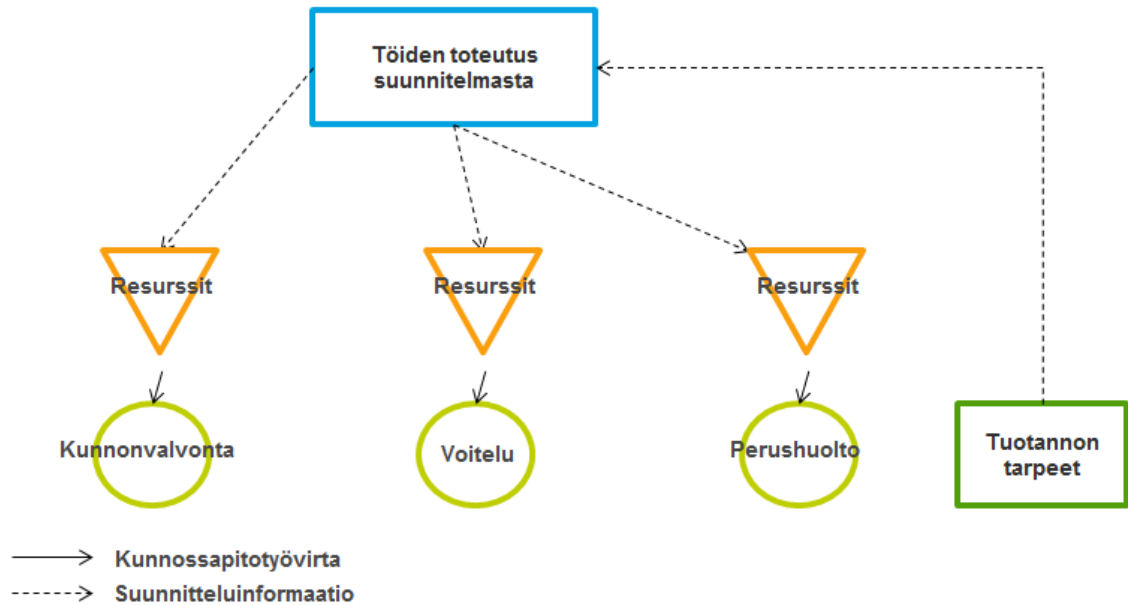 Töiden toteutus
suunnitelmasta
Resurssit
Resurssit
Resurssit
Kunnonvalvonta
Voitelu
Perushuolto
Tuotannon
tarpeet
Kunnossapitotyövirta
Suunnitteluinformaatio